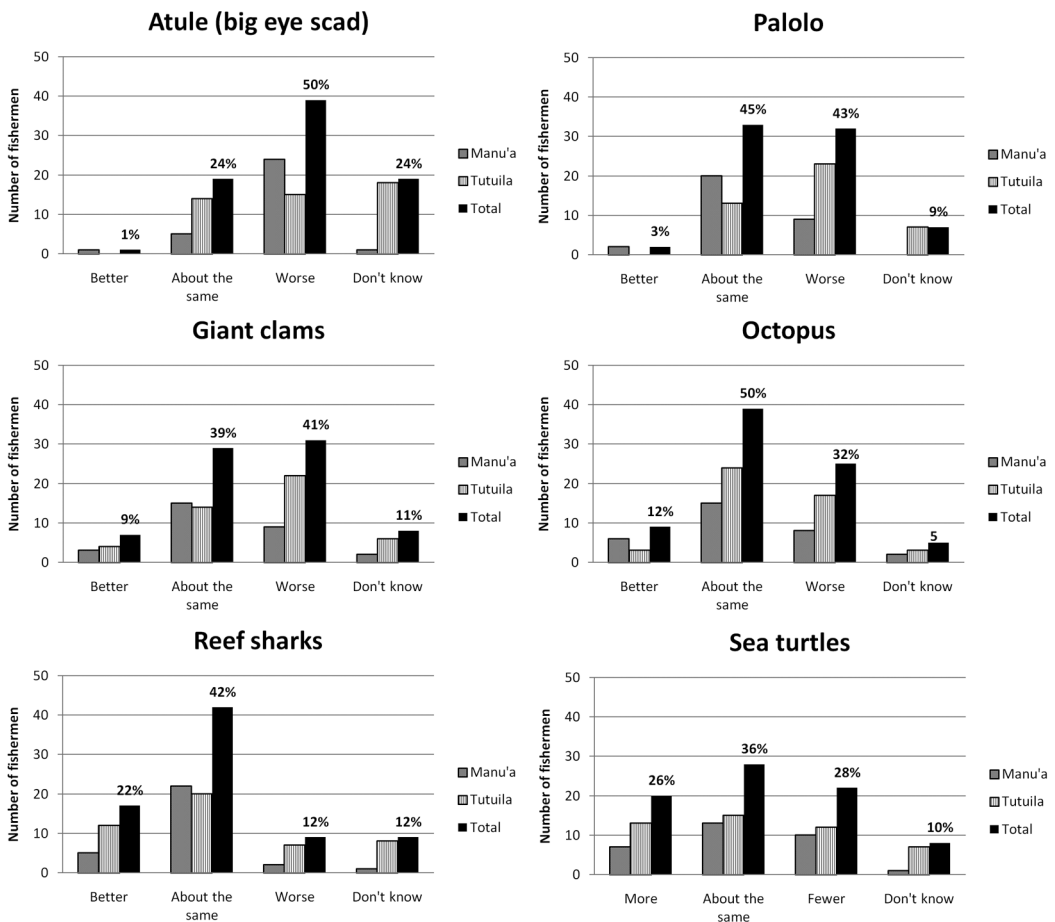 Atule (big eye scad)
Number of fishermen
50
40
30
20
10
0
1%
24%
50%
24%
Better
About the
same
Worse
Don't know
Manu'a
Tutuila
Total
Palolo
Number of fishermen
50
40
30
20
10
0
3%
45%
43%
9%
Better
About the
same
Worse
Don't know
Manu'a
Tutuila
Total
Giant clams
Number of fishermen
50
40
30
20
10
0
9%
39%
41%
11%
Better
About the
same
Worse
Don't know
Manu'a
Tutuila
Total
Octopus
Number of fishermen
50
40
30
20
10
0
12%
50%
32%
5
Better
About the
same
Worse
Don't know
Manu'a
Tutuila
Total
Reef sharks
Number of fishermen
50
40
30
20
10
0
22%
42%
12%
12%
Better
About the
same
Worse
Don't know
Manu'a
Tutuila
Total
Sea turtles
Number of fishermen
50
40
30
20
10
0
26%
36%
28%
10%
More
About the
same
Fewer
Don't know
Manu'a
Tutuila
Total